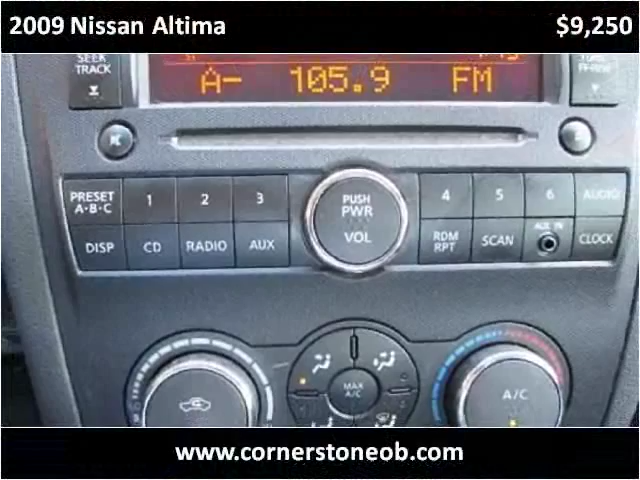 2009 Nissan Altima $9,250
SEEK
TRACK
A- 105.9 FM
PRESET
A·B·C
1 2 3
PUSH
PWR
VOL
4 5 6 AUDIO
DISP CD RADIO AUX
RDM
RPT
SCAN
AUX IN
CLOCK
MAX
A/C
A/C
www.cornerstoneob.com